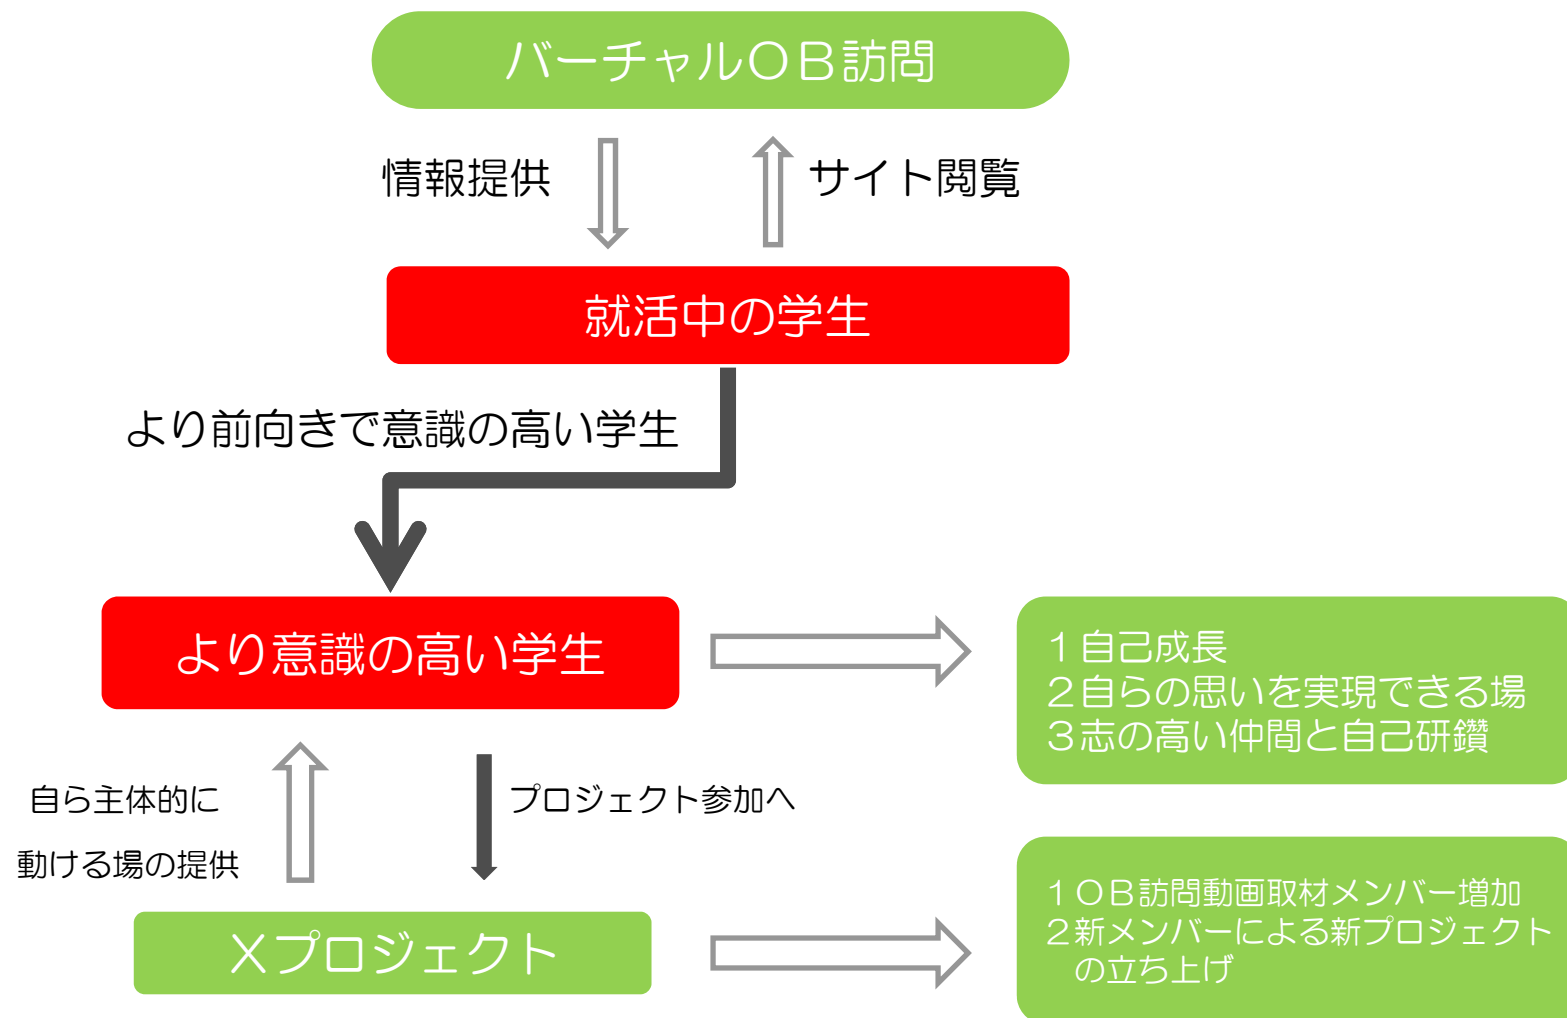 バーチャルＯＢ訪問
情報提供
サイト閲覧
就活中の学生
より前向きで意識の高い学生
より意識の高い学生
１自己成長
２自らの思いを実現できる場
３志の高い仲間と自己研鑽
自ら主体的に
動ける場の提供
プロジェクト参加へ
Ｘプロジェクト
１ＯＢ訪問動画取材メンバー増加
２新メンバーによる新プロジェクト
の立ち上げ